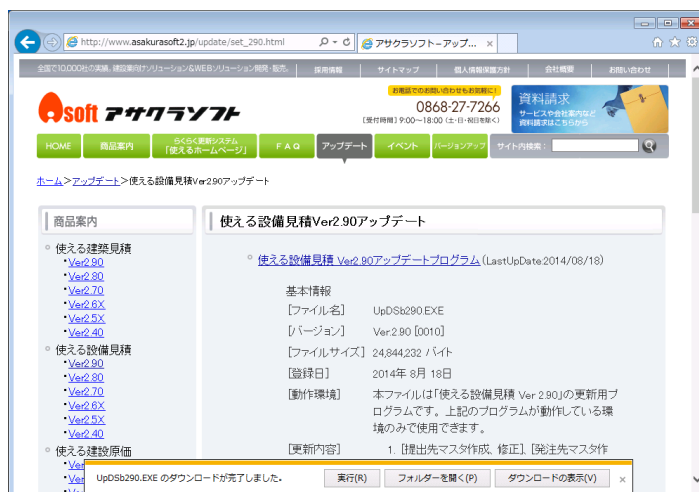 http://www.asakurasoft2.jp/update/set_290.html
アサクラソフト－アップ...
全国で10,000社の実績。建設業向けソリューション&WEBソリューション開発・販売。
採用情報
サイトマップ
個人情報保護方針
会社概要
お問い合わせ
Asoft アサクラソフト
お電話でのお問い合わせもお気軽に!
0868-27-7266
[受付時間] 9:00～18:00 (土・日・祝日を除く)
資料請求
サービスや会社案内など
資料請求はこちらから
HOME
商品案内
らくらく更新システム
「使えるホームページ」
FAQ
アップデート
イベント
バージョンアップ
サイト内検索：
ホーム＞アップデート＞使える設備見積Ver2.90アップデート
商品案内
使える建築見積
・Ver2.90
・Ver2.80
・Ver2.70
・Ver2.6X
・Ver2.5X
・Ver2.40
使える設備見積
・Ver2.90
・Ver2.80
・Ver2.70
・Ver2.6X
・Ver2.5X
・Ver2.40
使える建設原価
使える設備見積Ver2.90アップデート
使える設備見積 Ver2.90アップデートプログラム (LastUpDate:2014/08/18)
基本情報
[ファイル名] UpDSb290.EXE
[バージョン] Ver.2.90 [0010]
[ファイルサイズ] 24,844,232 バイト
[登録日] 2014年 8月 18日
[動作環境] 本ファイルは「使える設備見積 Ver 2.90」の更新用プ
ログラムです。上記のプログラムが動作している環
境のみで使用できます。
[更新内容] 1. [提出先マスタ作成、修正]、[発注先マスタ作
UpDSb290.EXE のダウンロードが完了しました。
実行(R)
フォルダーを開く(P)
ダウンロードの表示(V)